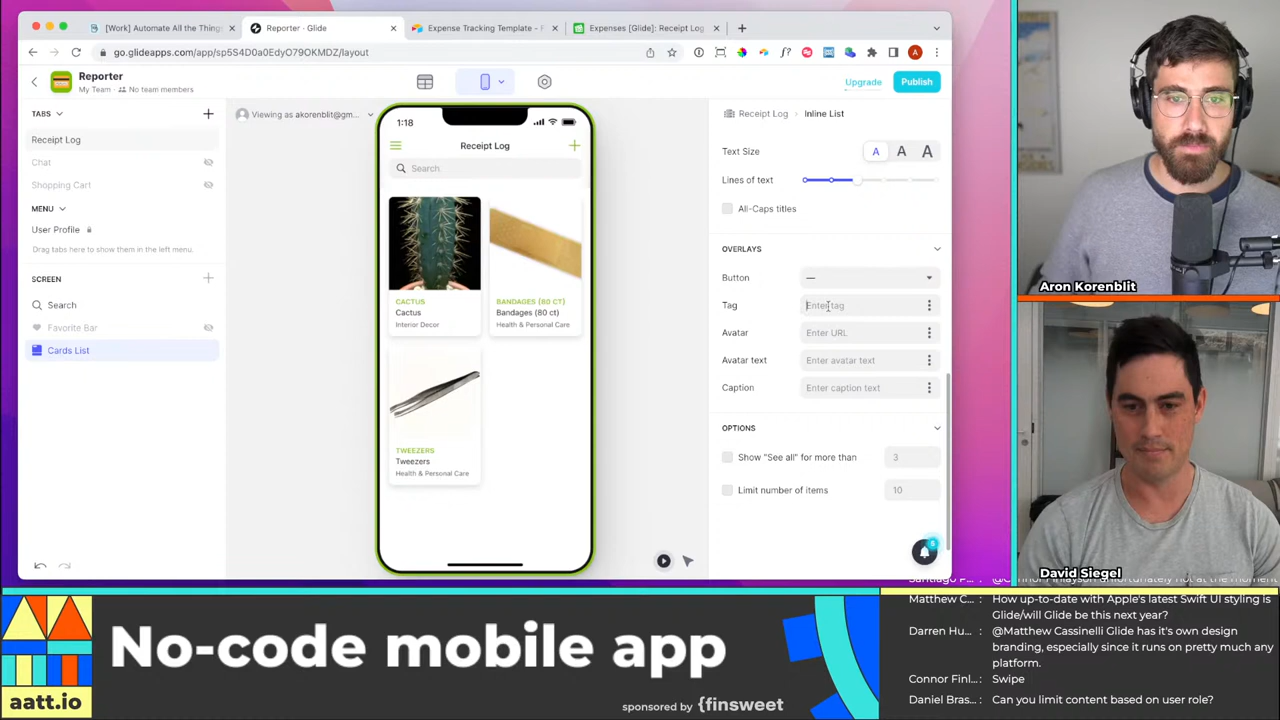 [Work] Automate All the Thing
Reporter - Glide
Expense Tracking Template - F
Expenses [Glide]: Receipt Log
go.glideapps.com/app/sp5S4D0a0EdyO79OKMDZ/layout
A
Reporter
My Team
No team members
Upgrade
Publish
TABS
Receipt Log
Chat
Shopping Cart
MENU
User Profile
Drag tabs here to show them in the left menu.
SCREEN
Search
Favorite Bar
Cards List
Viewing as akorenblit@gm...
1:18
Receipt Log
Search
CACTUS
Cactus
Interior Decor
BANDAGES (80 CT)
Bandages (80 ct)
Health & Personal Care
TWEEZERS
Tweezers
Health & Personal Care
Receipt Log
Inline List
Text Size
A A A
Lines of text
All-Caps titles
OVERLAYS
Button
—
Tag
Enter tag
Avatar
Enter URL
Avatar text
Enter avatar text
Caption
Enter caption text
OPTIONS
Show "See all" for more than
3
Limit number of items
10
Aron Korenblit
David Siegel
aatt.io
No-code mobile app
sponsored by {finsweet
Matthew C... : How up-to-date with Apple's latest Swift UI styling is
Glide/will Glide be this next year?
Darren Hu... : @Matthew Cassinelli Glide has it's own design
branding, especially since it runs on pretty much any
platform.
Connor Finl... : Swipe
Daniel Bras... : Can you limit content based on user role?